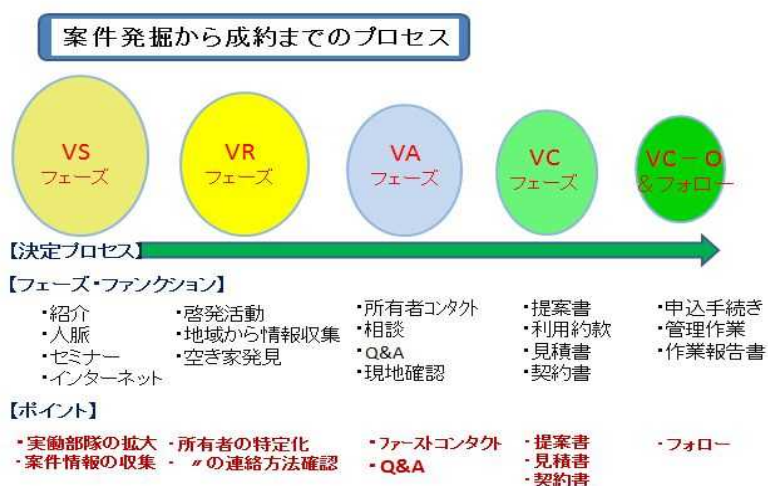 案件発掘から成約までのプロセス
VS
フェーズ
VR
フェーズ
VA
フェーズ
VC
フェーズ
VC－O
&フォロー
【決定プロセス】
【フェーズ・ファンクション】
・紹介
・人脈
・セミナー
・インターネット
・啓発活動
・地域から情報収集
・空き家発見
・所有者コンタクト
・相談
・Q&A
・現地確認
・提案書
・利用約款
・見積書
・契約書
・申込手続き
・管理作業
・作業報告書
【ポイント】
・実働部隊の拡大
・案件情報の収集
・所有者の特定化
・〃の連絡方法確認
・ファーストコンタクト
・Q&A
・提案書
・見積書
・契約書
・フォロー